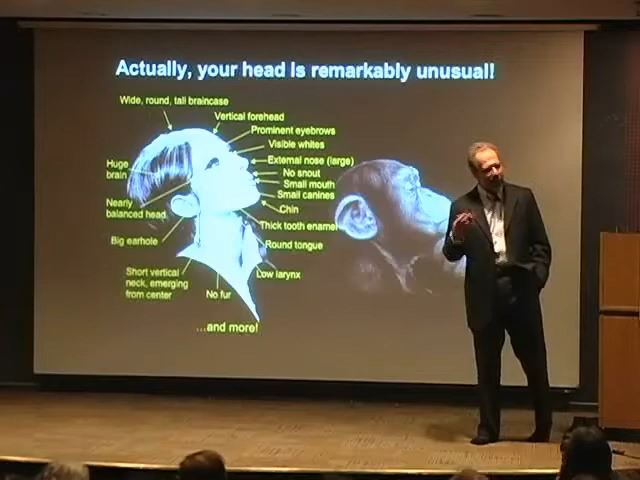 Actually, your head is remarkably unusual!
Wide, round, tall braincase
Vertical forehead
Prominent eyebrows
Visible whites
External nose (large)
No snout
Small mouth
Small canines
Chin
Thick tooth enamel
Round tongue
Low larynx
Huge
brain
Nearly
balanced head
Big earhole
Short vertical
neck, emerging
from center
No fur
...and more!